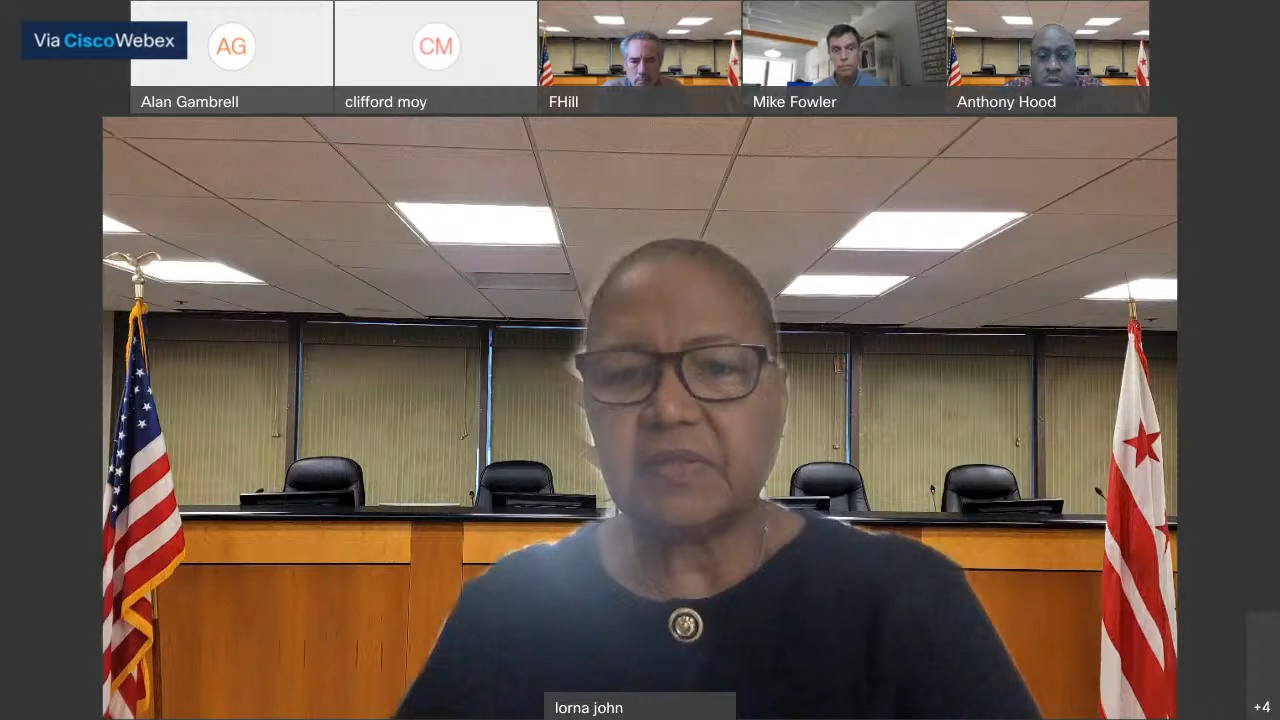 Via CiscoWebex
AG
CM
Alan Gambrell
clifford moy
FHill
Mike Fowler
Anthony Hood
lorna john
+4